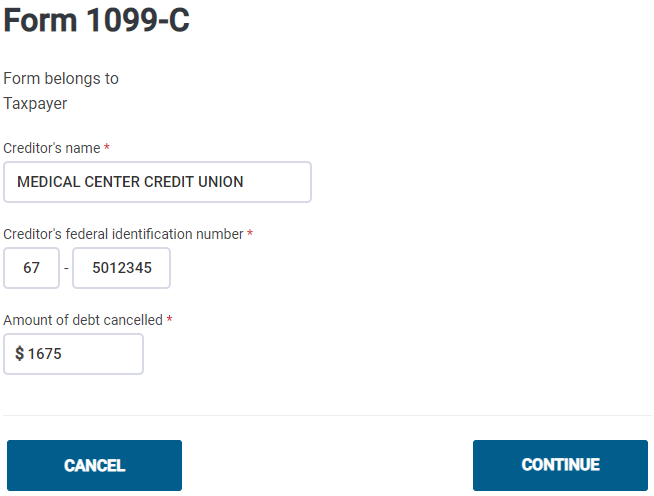 Form 1099-C
Form belongs to
Taxpayer
Creditor's name *
MEDICAL CENTER CREDIT UNION
Creditor's federal identification number *
67 - 5012345
Amount of debt cancelled *
$ 1675
CANCEL CONTINUE